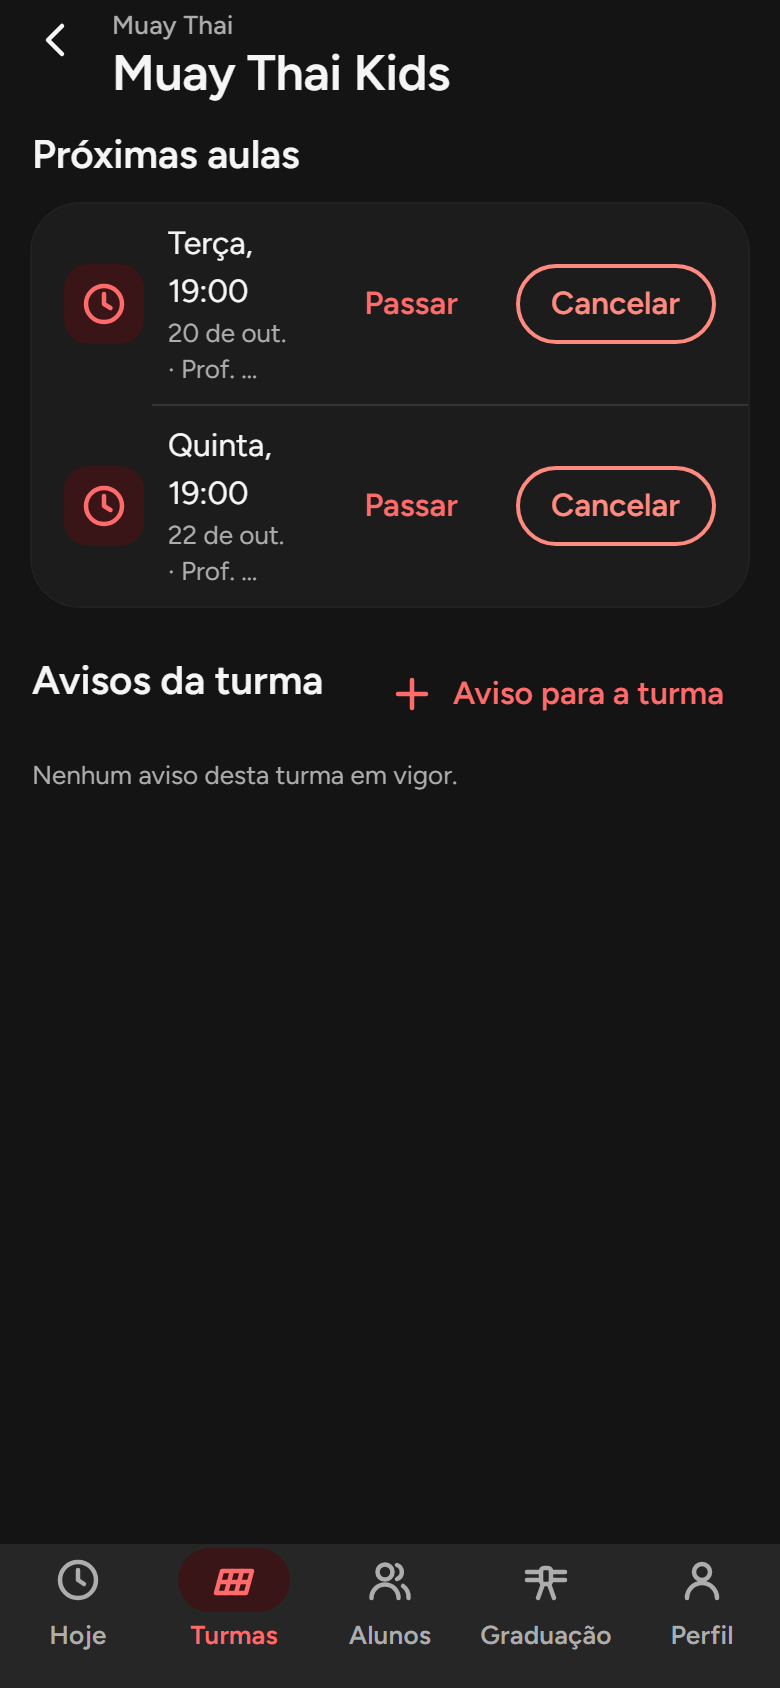 Muay Thai
Muay Thai Kids
Próximas aulas
Terça,
19:00
20 de out.
· Prof. ...
Passar
Cancelar
Quinta,
19:00
22 de out.
· Prof. ...
Passar
Cancelar
Avisos da turma
Aviso para a turma
Nenhum aviso desta turma em vigor.
Hoje
Turmas
Alunos
Graduação
Perfil